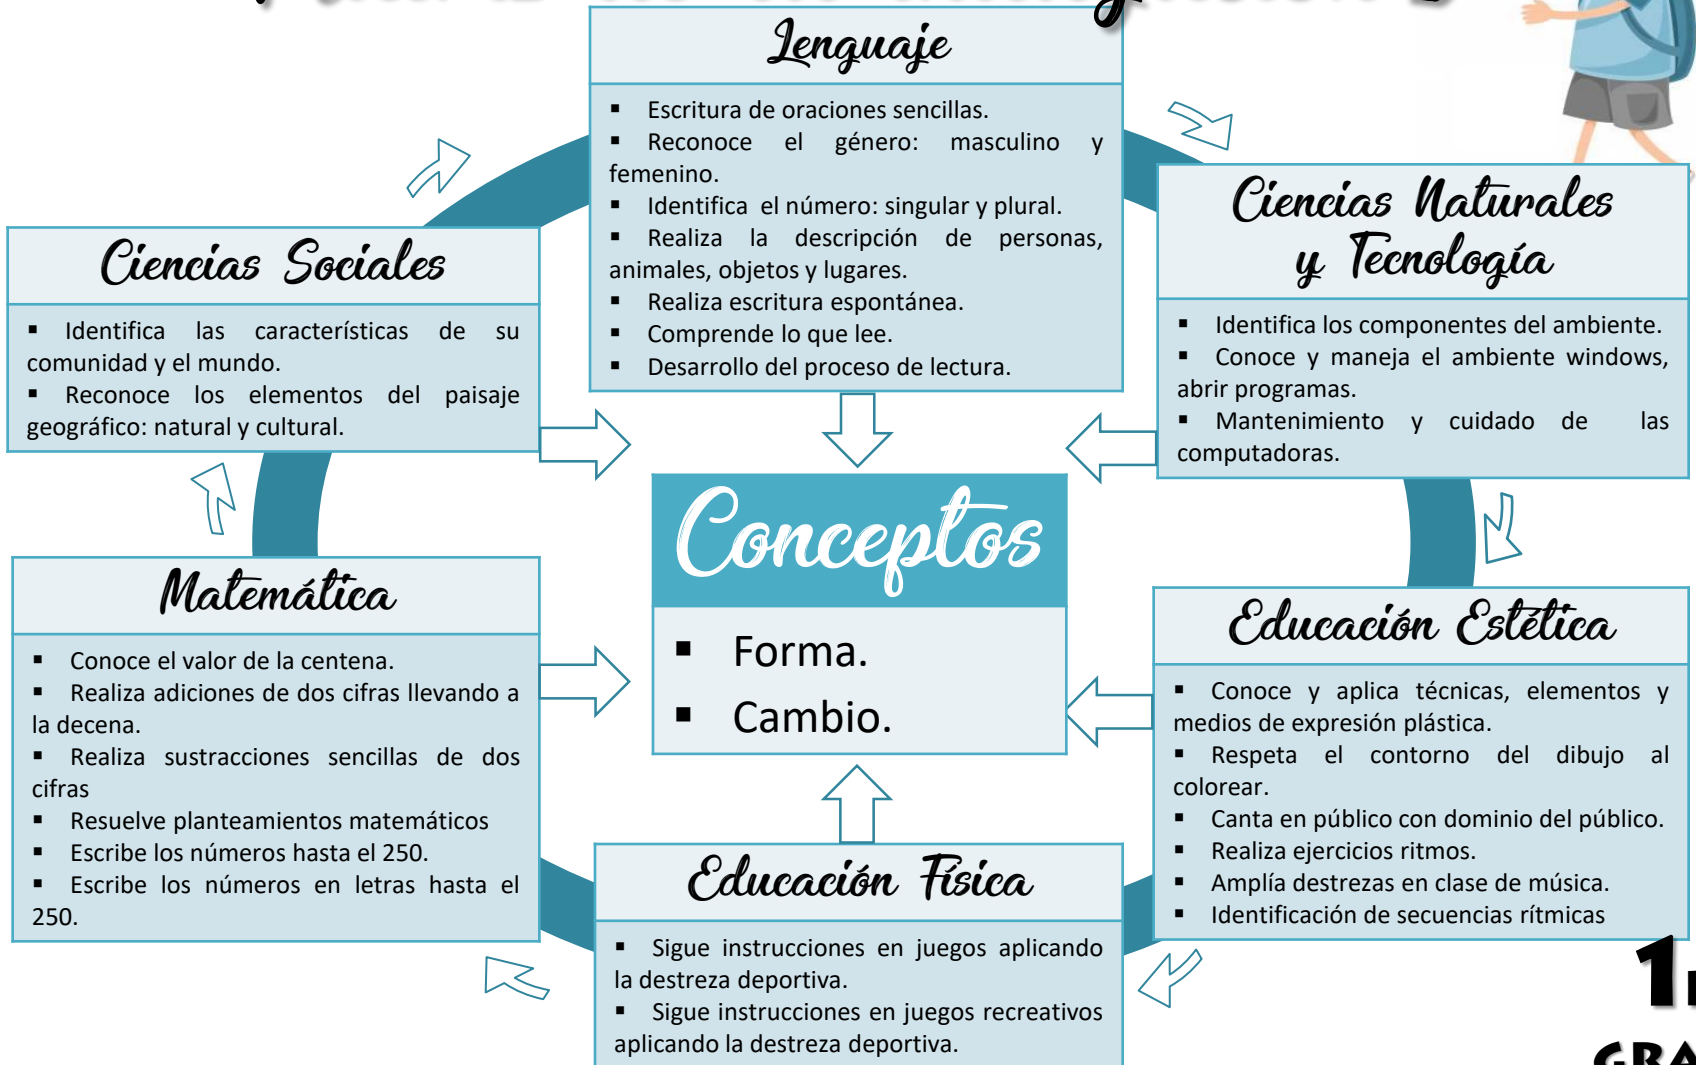 Lenguaje
▪ Escritura de oraciones sencillas.
▪ Reconoce el género: masculino y
femenino.
▪ Identifica el número: singular y plural.
▪ Realiza la descripción de personas,
animales, objetos y lugares.
▪ Realiza escritura espontánea.
▪ Comprende lo que lee.
▪ Desarrollo del proceso de lectura.
Ciencias Naturales
y Tecnología
▪ Identifica los componentes del ambiente.
▪ Conoce y maneja el ambiente windows,
abrir programas.
▪ Mantenimiento y cuidado de las
computadoras.
Ciencias Sociales
▪ Identifica las características de su
comunidad y el mundo.
▪ Reconoce los elementos del paisaje
geográfico: natural y cultural.
Conceptos
▪ Forma.
▪ Cambio.
Matemática
▪ Conoce el valor de la centena.
▪ Realiza adiciones de dos cifras llevando a
la decena.
▪ Realiza sustracciones sencillas de dos
cifras
▪ Resuelve planteamientos matemáticos
▪ Escribe los números hasta el 250.
▪ Escribe los números en letras hasta el
250.
Educación Estética
▪ Conoce y aplica técnicas, elementos y
medios de expresión plástica.
▪ Respeta el contorno del dibujo al
colorear.
▪ Canta en público con dominio del público.
▪ Realiza ejercicios ritmos.
▪ Amplía destrezas en clase de música.
▪ Identificación de secuencias rítmicas
Educación Física
▪ Sigue instrucciones en juegos aplicando
la destreza deportiva.
▪ Sigue instrucciones en juegos recreativos
aplicando la destreza deportiva.